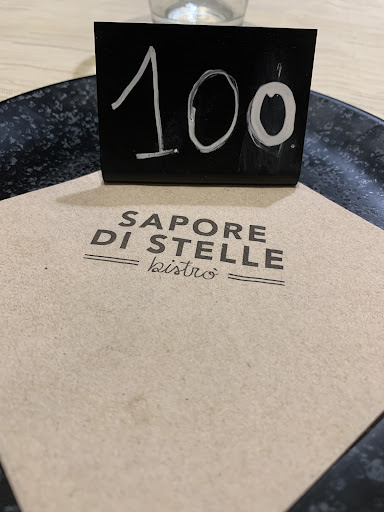 100
SAPORE
DI STELLE
bistrò